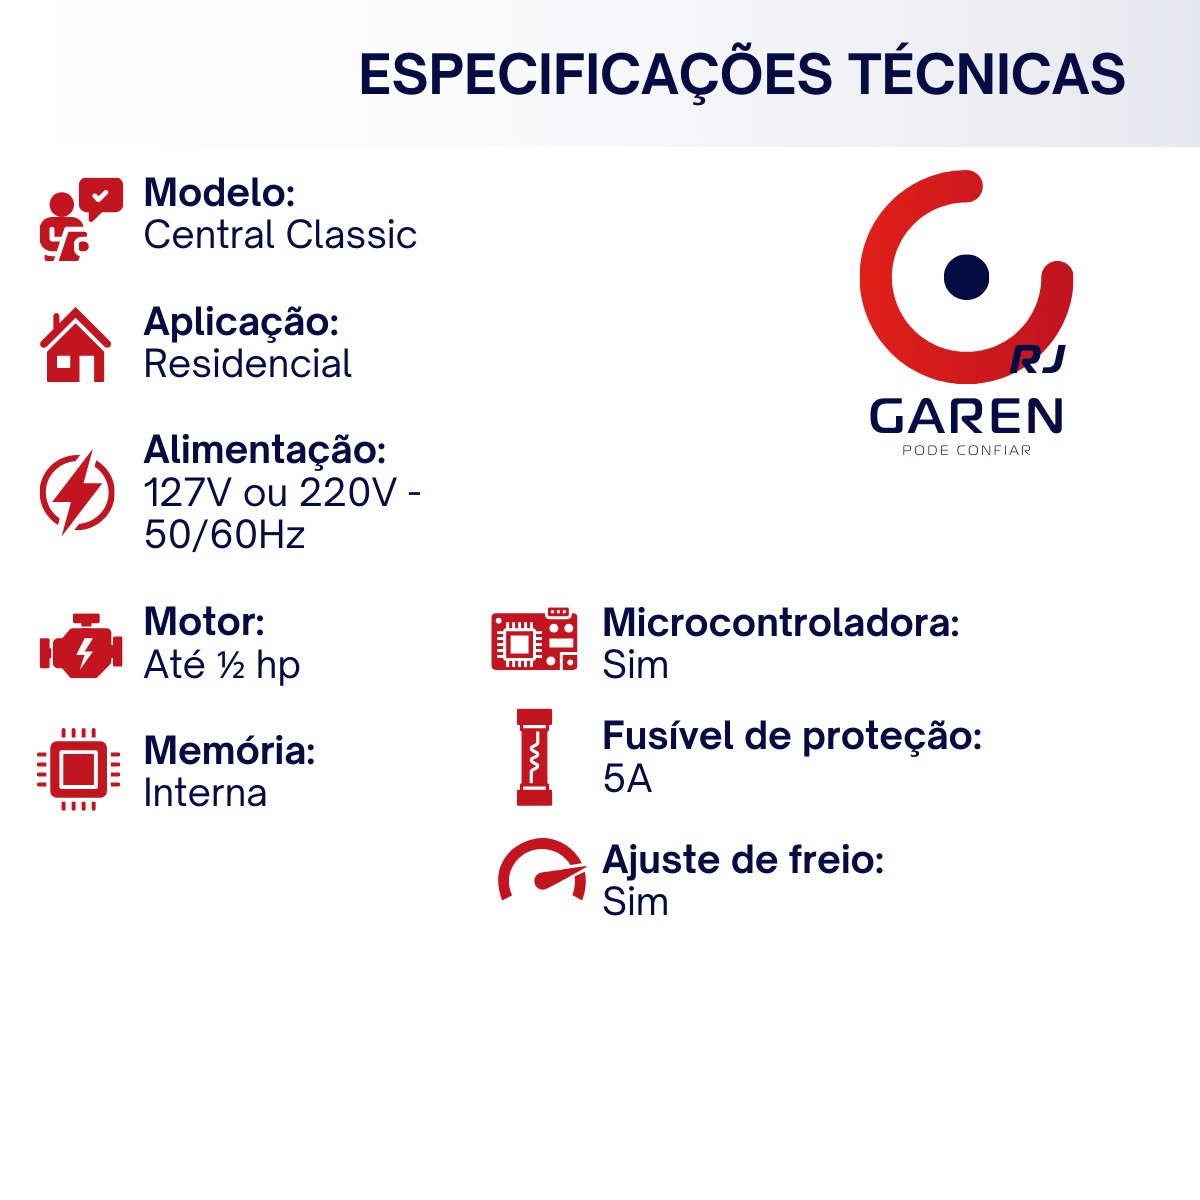 ESPECIFICAÇÕES TÉCNICAS
Modelo:
Central Classic
Aplicação:
Residencial
Alimentação:
127V ou 220V -
50/60Hz
Motor:
Até ½ hp
Memória:
Interna
RJ
GAREN
PODE CONFIAR
Microcontroladora:
Sim
Fusível de proteção:
5A
Ajuste de freio:
Sim